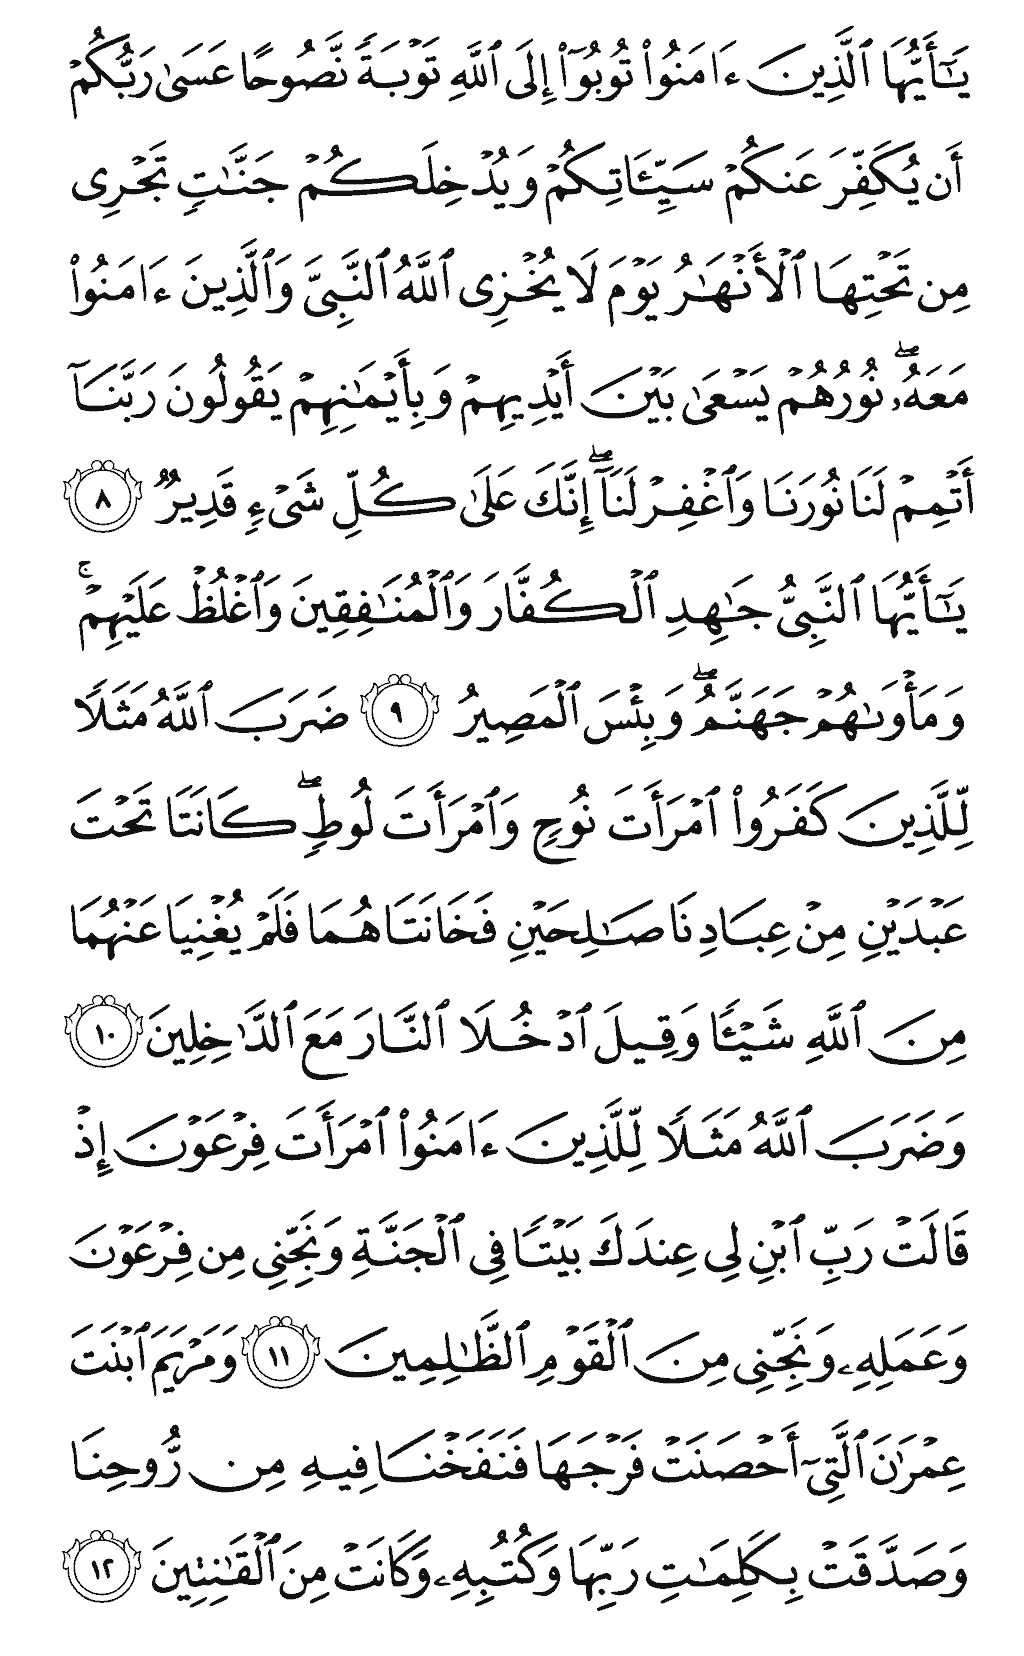 يَٰٓأَيُّهَا ٱلَّذِينَ ءَامَنُوا۟ تُوبُوٓا۟ إِلَى ٱللَّهِ تَوْبَةً نَّصُوحًا عَسَىٰ رَبُّكُمْ
أَن يُكَفِّرَ عَنكُمْ سَيِّـَٔاتِكُمْ وَيُدْخِلَكُمْ جَنَّٰتٍ تَجْرِى
مِن تَحْتِهَا ٱلْأَنْهَٰرُ يَوْمَ لَا يُخْزِى ٱللَّهُ ٱلنَّبِىَّ وَٱلَّذِينَ ءَامَنُوا۟
مَعَهُۥ ۖ نُورُهُمْ يَسْعَىٰ بَيْنَ أَيْدِيهِمْ وَبِأَيْمَٰنِهِمْ يَقُولُونَ رَبَّنَآ
أَتْمِمْ لَنَا نُورَنَا وَٱغْفِرْ لَنَآ ۖ إِنَّكَ عَلَىٰ كُلِّ شَىْءٍ قَدِيرٌ ٨
يَٰٓأَيُّهَا ٱلنَّبِىُّ جَٰهِدِ ٱلْكُفَّارَ وَٱلْمُنَٰفِقِينَ وَٱغْلُظْ عَلَيْهِمْ ۚ
وَمَأْوَىٰهُمْ جَهَنَّمُ ۖ وَبِئْسَ ٱلْمَصِيرُ ٩ ضَرَبَ ٱللَّهُ مَثَلًا
لِّلَّذِينَ كَفَرُوا۟ ٱمْرَأَتَ نُوحٍ وَٱمْرَأَتَ لُوطٍ ۖ كَانَتَا تَحْتَ
عَبْدَيْنِ مِنْ عِبَادِنَا صَٰلِحَيْنِ فَخَانَتَاهُمَا فَلَمْ يُغْنِيَا عَنْهُمَا
مِنَ ٱللَّهِ شَيْـًٔا وَقِيلَ ٱدْخُلَا ٱلنَّارَ مَعَ ٱلدَّٰخِلِينَ ١٠
وَضَرَبَ ٱللَّهُ مَثَلًا لِّلَّذِينَ ءَامَنُوا۟ ٱمْرَأَتَ فِرْعَوْنَ إِذْ
قَالَتْ رَبِّ ٱبْنِ لِى عِندَكَ بَيْتًا فِى ٱلْجَنَّةِ وَنَجِّنِى مِن فِرْعَوْنَ
وَعَمَلِهِۦ وَنَجِّنِى مِنَ ٱلْقَوْمِ ٱلظَّٰلِمِينَ ١١ وَمَرْيَمَ ٱبْنَتَ
عِمْرَٰنَ ٱلَّتِىٓ أَحْصَنَتْ فَرْجَهَا فَنَفَخْنَا فِيهِ مِن رُّوحِنَا
وَصَدَّقَتْ بِكَلِمَٰتِ رَبِّهَا وَكُتُبِهِۦ وَكَانَتْ مِنَ ٱلْقَٰنِتِينَ ١٢